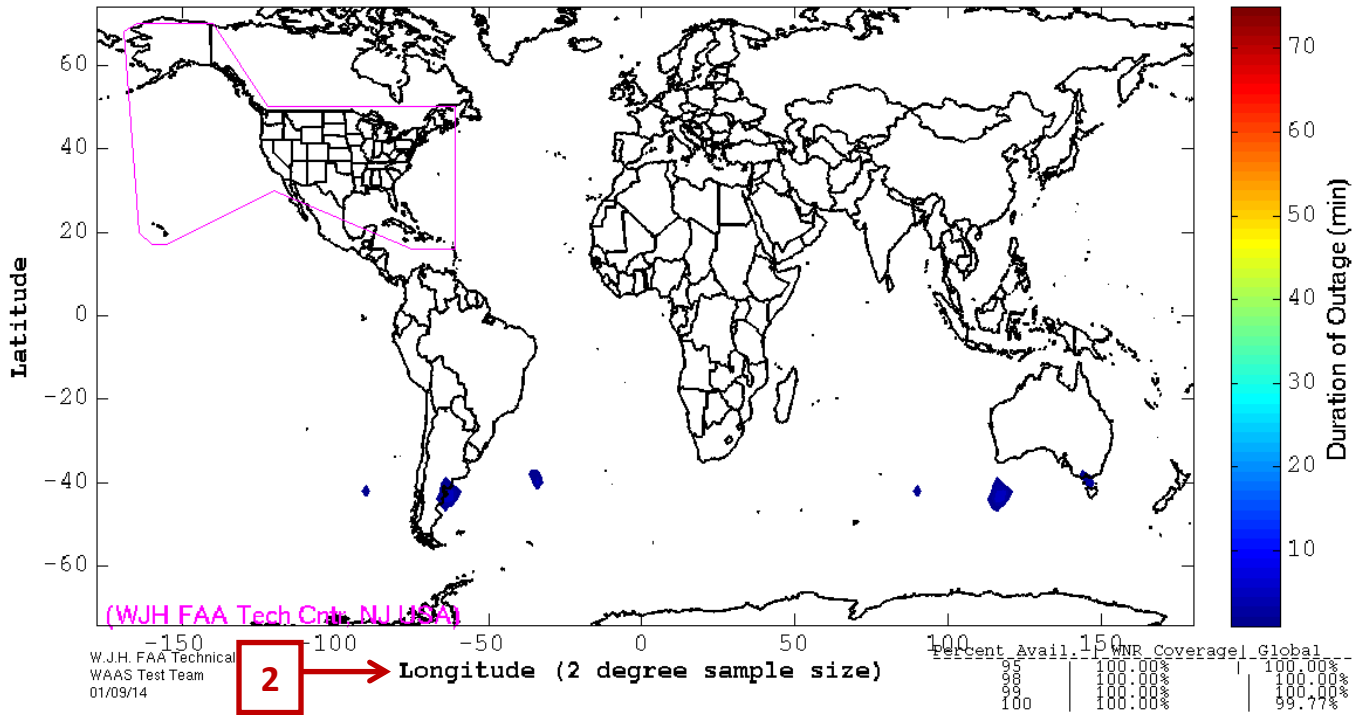 60
40
20
0
-20
-40
-60
Latitude
-150
-100
-50
0
50
100
150
Longitude (2 degree sample size)
2
(WJH FAA Tech Cntr, NJ USA)
W.J.H. FAA Technical
WAAS Test Team
01/09/14
70
60
50
40
30
20
10
Duration of Outage (min)
Percent Avail. | WNR Coverage| Global
95 | 100.00% | 100.00%
98 | 100.00% | 100.00%
99 | 100.00% | 100.00%
100 | 100.00% | 99.77%